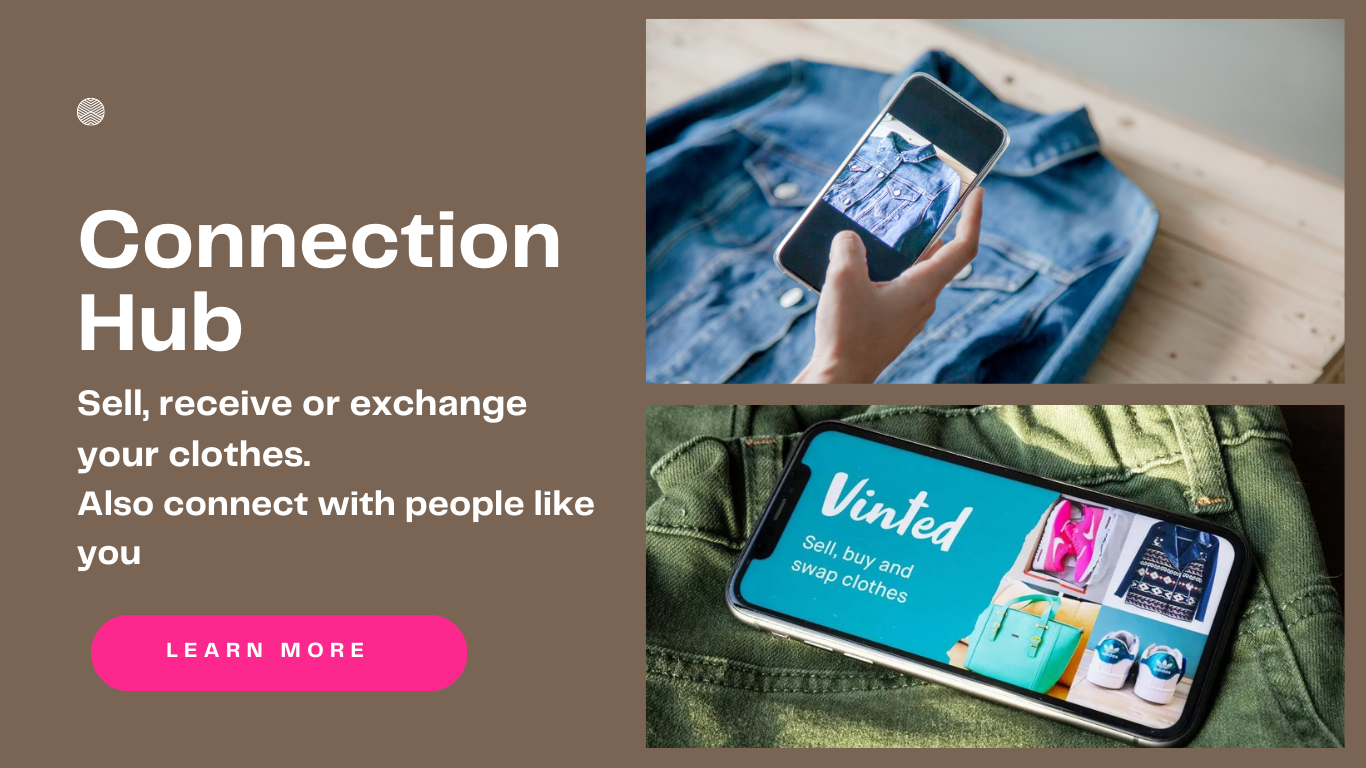 Connection
Hub
Sell, receive or exchange
your clothes.
Also connect with people like
you
LEARN MORE
Vinted
Sell, buy and
swap clothes